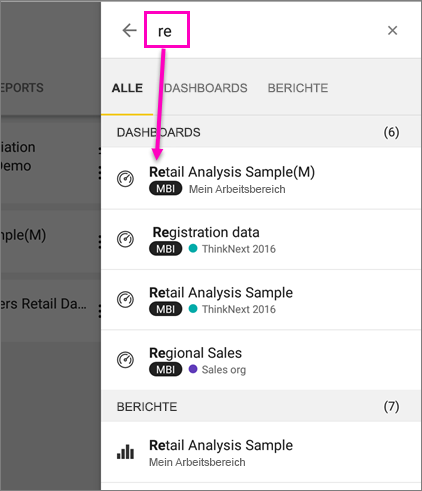 re
EPORTS
ALLE DASHBOARDS BERICHTE
DASHBOARDS (6)
iation
Demo
Retail Analysis Sample(M)
MBI Mein Arbeitsbereich
mple(M)
Registration data
MBI ThinkNext 2016
ers Retail Da...
Retail Analysis Sample
MBI ThinkNext 2016
Regional Sales
MBI Sales org
BERICHTE (7)
Retail Analysis Sample
Mein Arbeitsbereich